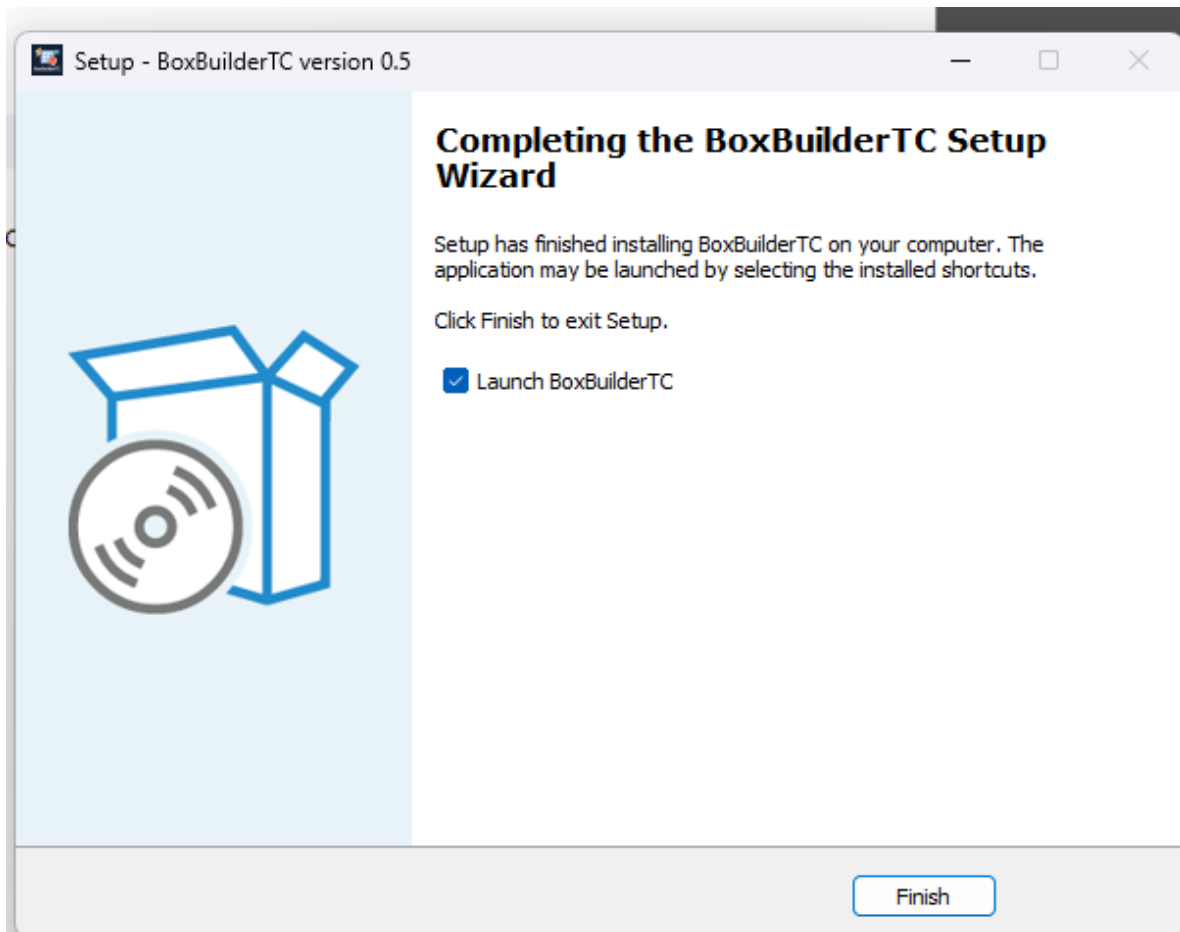 Setup - BoxBuilderTC version 0.5
Completing the BoxBuilderTC Setup
Wizard
Setup has finished installing BoxBuilderTC on your computer. The
application may be launched by selecting the installed shortcuts.
Click Finish to exit Setup.
Launch BoxBuilderTC
Finish